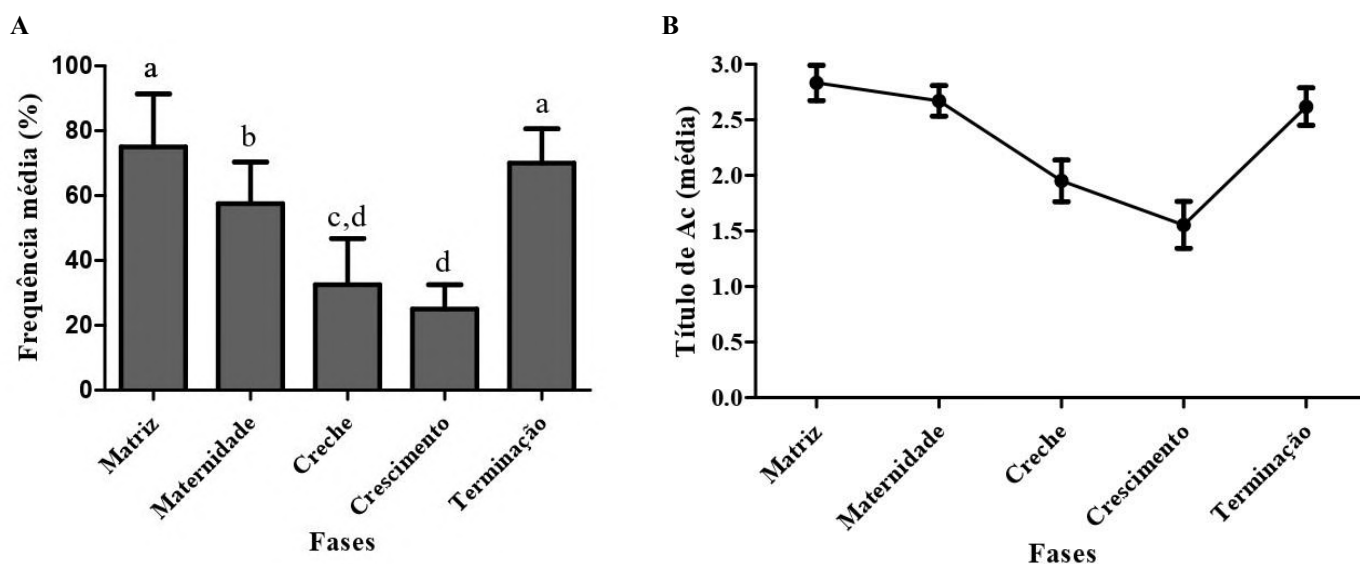 A
Frequência média (%)
100
80
60
40
20
0
a
b
c,d
d
a
Matriz
Maternidade
Creche
Crescimento
Terminação
Fases
B
Título de Ac (média)
3.0
2.5
2.0
1.5
1.0
0.5
0.0
Matriz
Maternidade
Creche
Crescimento
Terminação
Fases